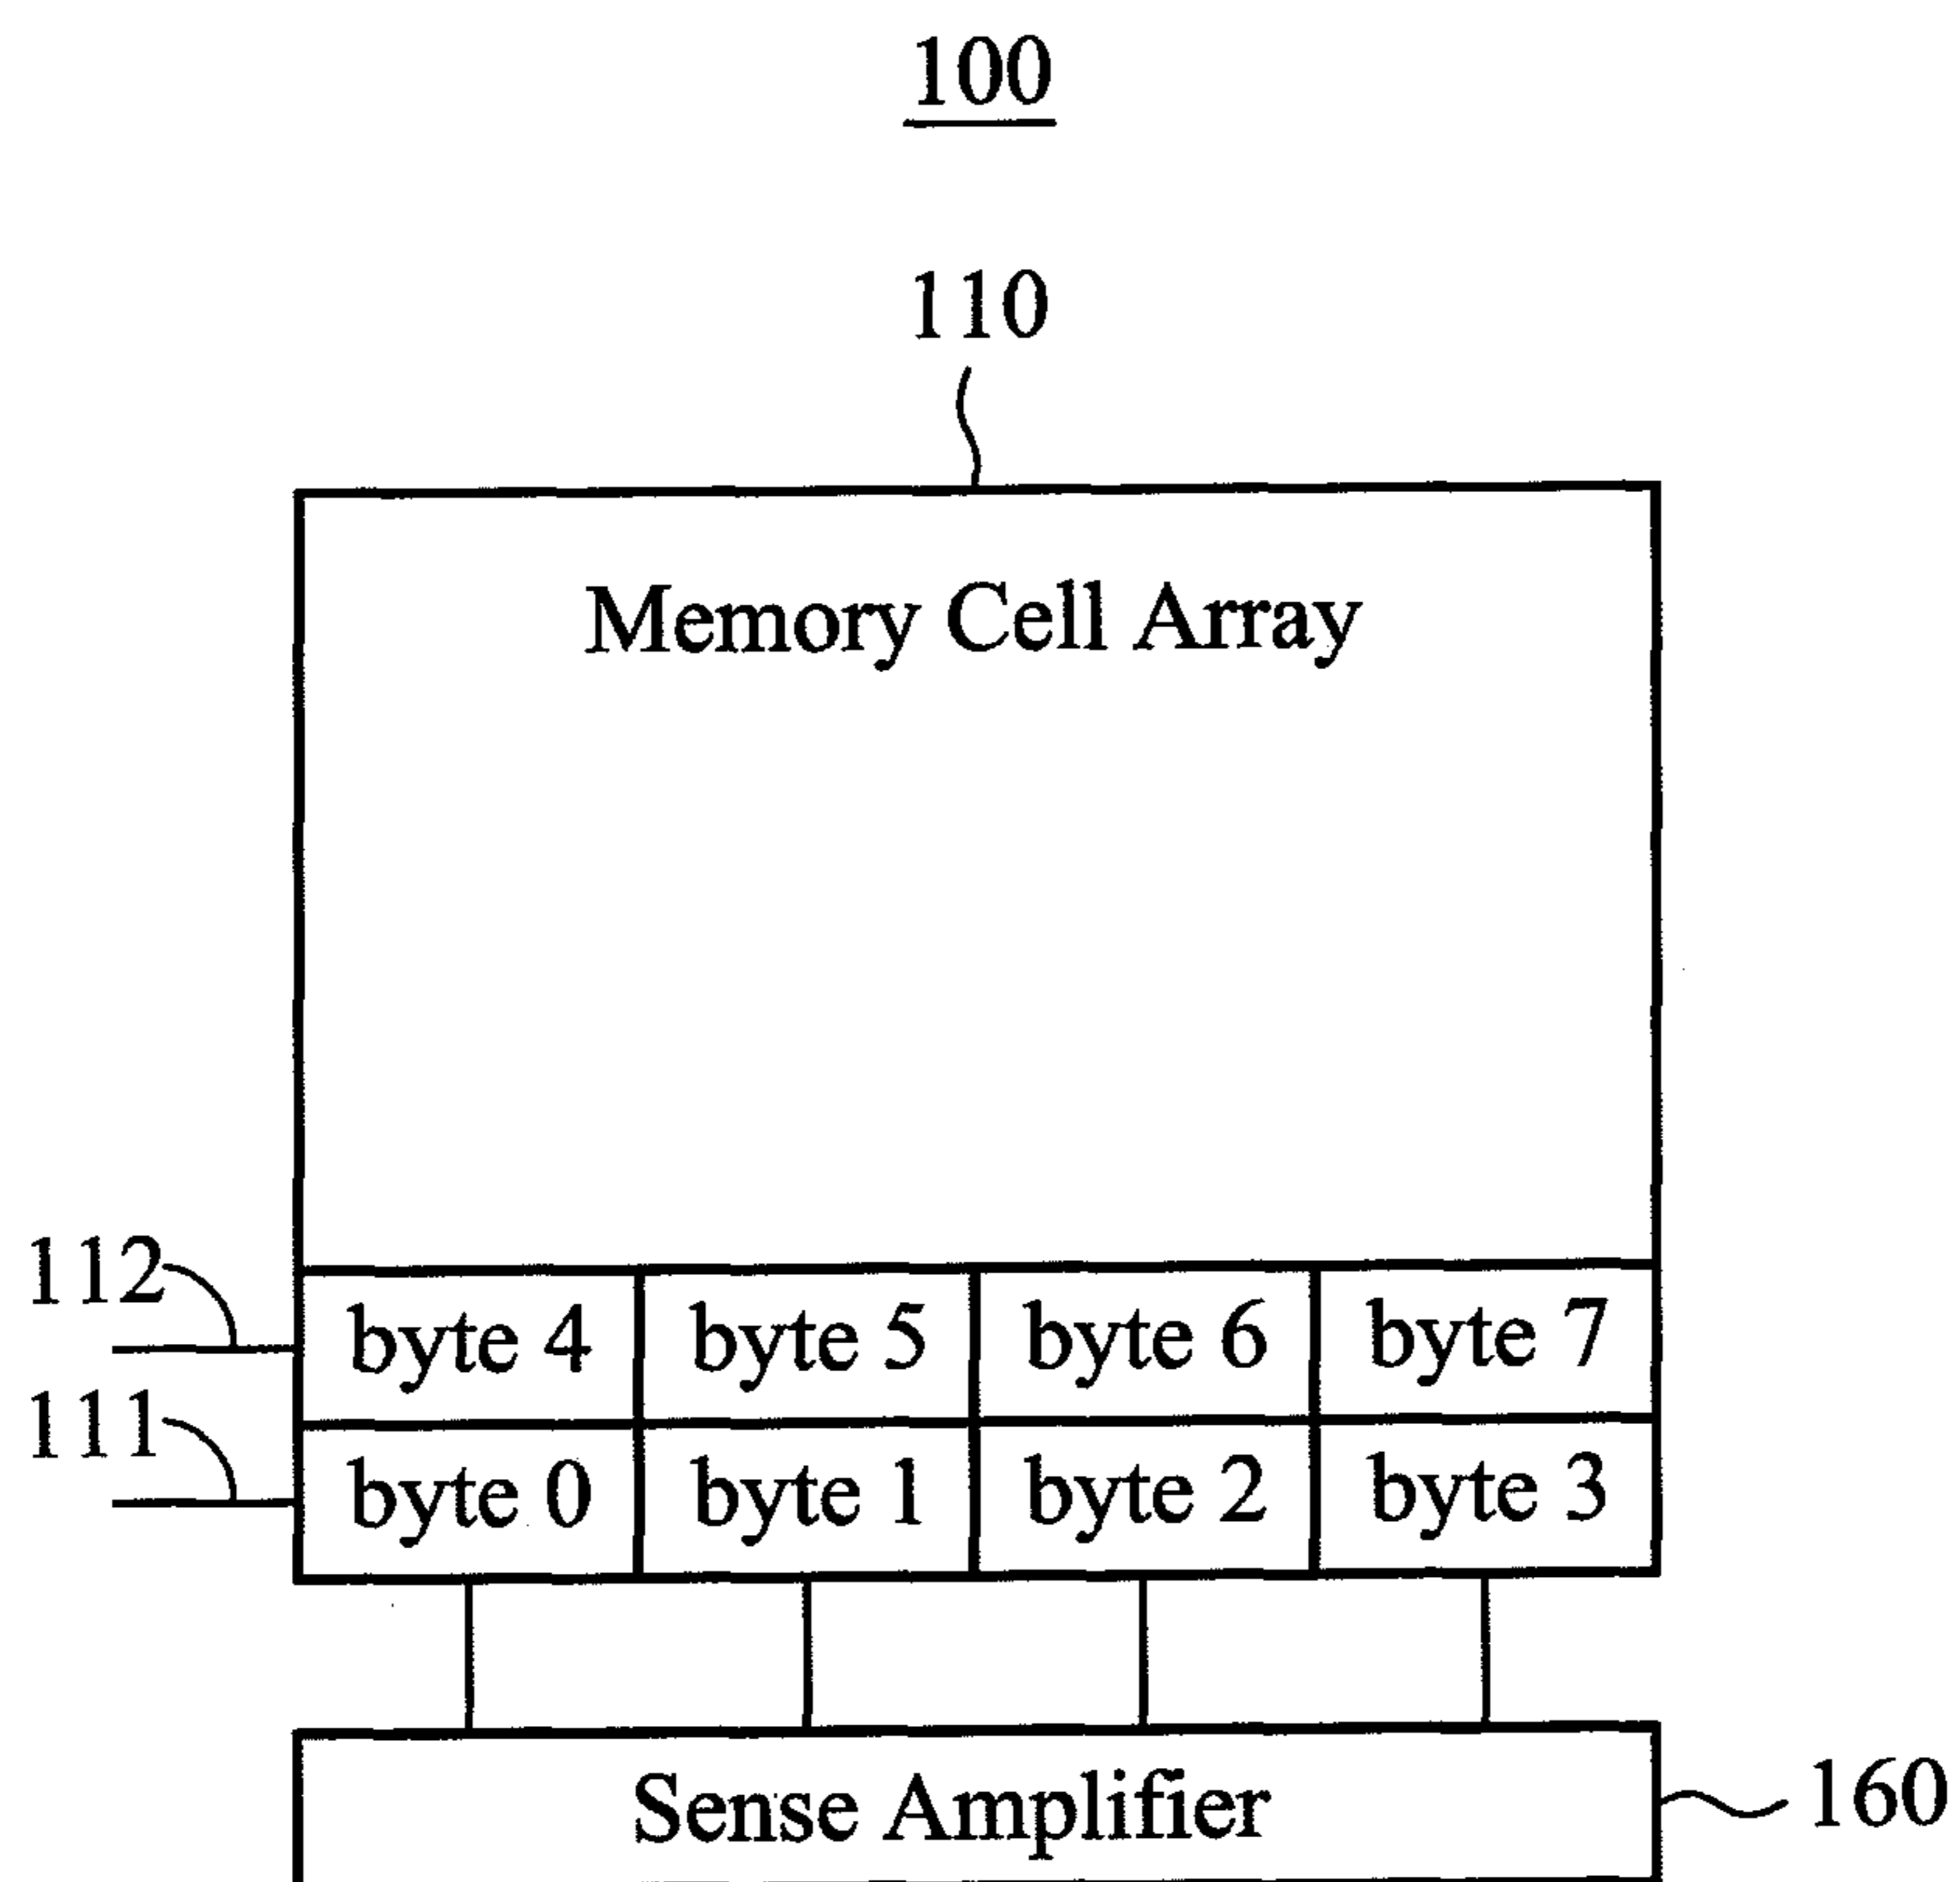 100
110
Memory Cell Array
112
byte 4 byte 5 byte 6 byte 7
111
byte 0 byte 1 byte 2 byte 3
Sense Amplifier
160